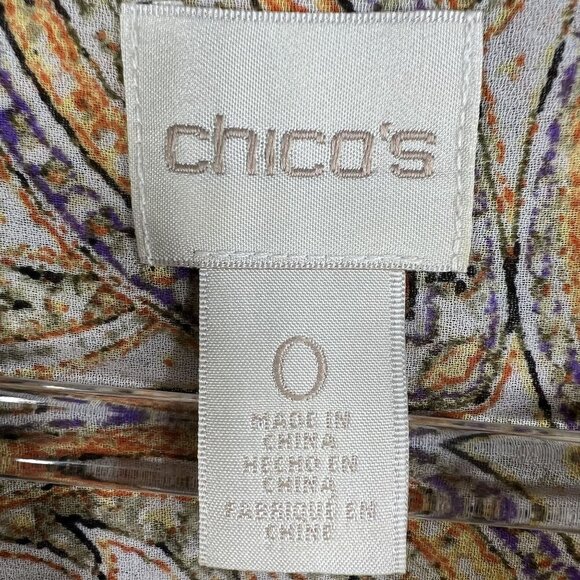 chico's
0
MADE IN
CHINA
HECHO EN
CHINA
FABRIQUE EN
CHINE